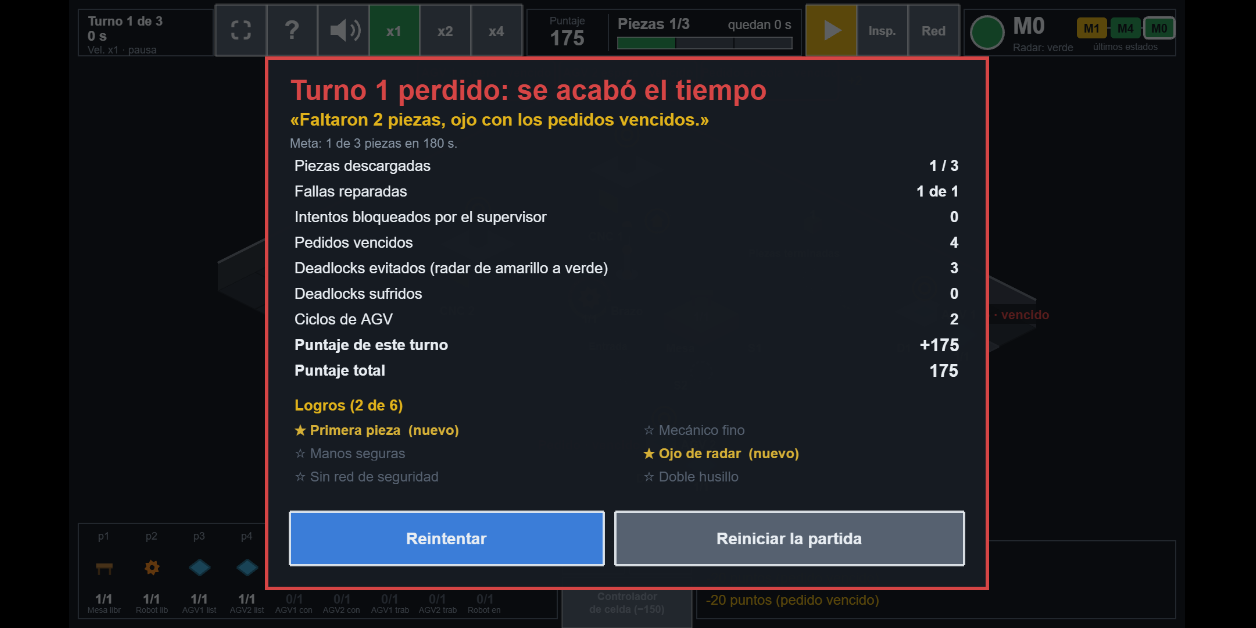 Turno 1 de 3
0 s
Vel. x1 · pausa
?
x1
x2
x4
Puntaje
175
Piezas 1/3
quedan 0 s
Insp.
Red
M0
Radar: verde
M1
M4
M0
últimos estados
Turno 1 perdido: se acabó el tiempo
«Faltaron 2 piezas, ojo con los pedidos vencidos.»
Meta: 1 de 3 piezas en 180 s.
Piezas descargadas 1 / 3
Fallas reparadas 1 de 1
Intentos bloqueados por el supervisor 0
Pedidos vencidos 4
Deadlocks evitados (radar de amarillo a verde) 3
Deadlocks sufridos 0
Ciclos de AGV 2
Puntaje de este turno +175
Puntaje total 175
- vencido
Logros (2 de 6)
★ Primera pieza (nuevo)
☆ Mecánico fino
☆ Manos seguras
★ Ojo de radar (nuevo)
☆ Sin red de seguridad
☆ Doble husillo
Reintentar
Reiniciar la partida
p1 p2 p3 p4
1/1 1/1 1/1 1/1 0/1 0/1 0/1 0/1 0/1
Mesa libr Robot lib AGV1 list AGV2 list AGV1 con AGV2 con AGV1 trab AGV2 trab Robot en
Controlador
de celda (−150)
-20 puntos (pedido vencido)